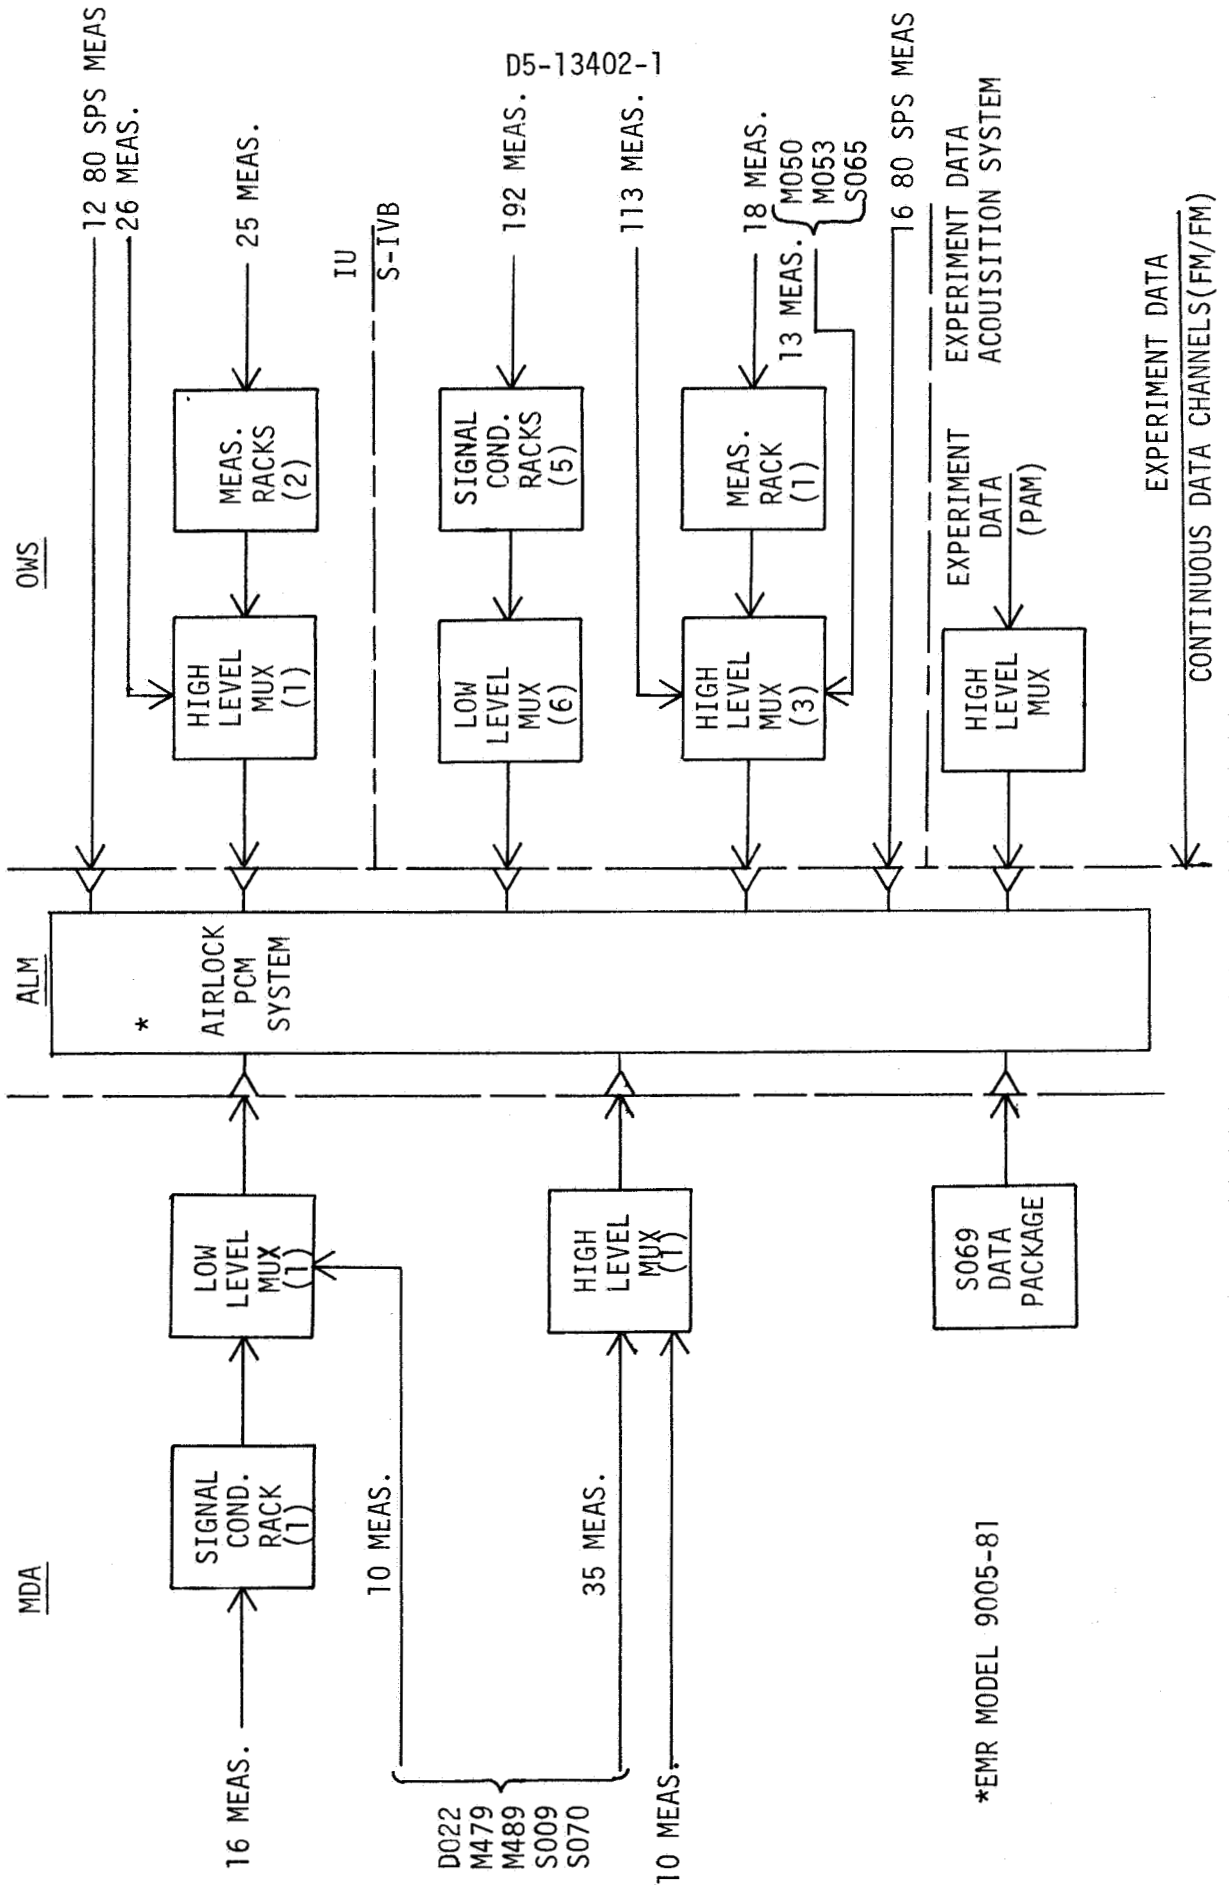 D5-13402-1
MDA
ALM
OWS
16 MEAS.
SIGNAL
COND.
RACK
(1)
LOW
LEVEL
MUX
(1)
10 MEAS.
D022
M479
M489
S009
S070
35 MEAS.
10 MEAS.
HIGH
LEVEL
MUX
(1)
S069
DATA
PACKAGE
*EMR MODEL 9005-81
*
AIRLOCK
PCM
SYSTEM
12 80 SPS MEAS
26 MEAS.
25 MEAS.
MEAS.
RACKS
(2)
HIGH
LEVEL
MUX
(1)
IU
S-IVB
192 MEAS.
SIGNAL
COND.
RACKS
(5)
LOW
LEVEL
MUX
(6)
113 MEAS.
18 MEAS.
MEAS.
RACK
(1)
HIGH
LEVEL
MUX
(3)
13 MEAS.
M050
M053
S065
16 80 SPS MEAS
EXPERIMENT DATA
ACQUISITION SYSTEM
EXPERIMENT
DATA
(PAM)
HIGH
LEVEL
MUX
EXPERIMENT DATA
CONTINUOUS DATA CHANNELS(FM/FM)